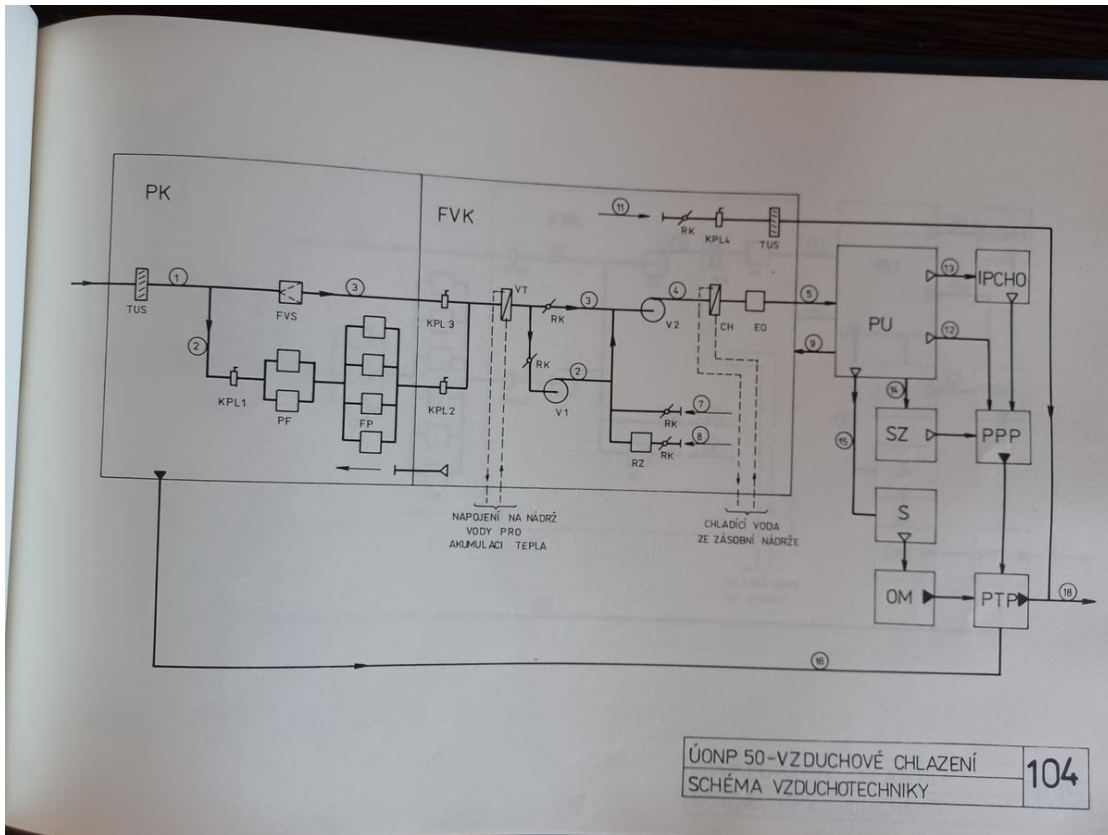 PK
FVK
11
RK
KPL4
TUS
TUS
1
FVS
3
KPL3
VT
RK
3
4
V2
CH
EO
5
9
PU
13
IPCHO
12
2
KPL1
PF
FP
KPL2
RK
V1
2
7
RK
8
RZ
RK
14
15
SZ
PPP
S
OM
PTP
18
16
NAPOJENÍ NA NÁDRŽ
VODY PRO
AKUMULACI TEPLA
CHLADÍCÍ VODA
ZE ZÁSOBNÍ NÁDRŽE
ÚONP 50-VZDUCHOVÉ CHLAZENÍ
SCHÉMA VZDUCHOTECHNIKY
104